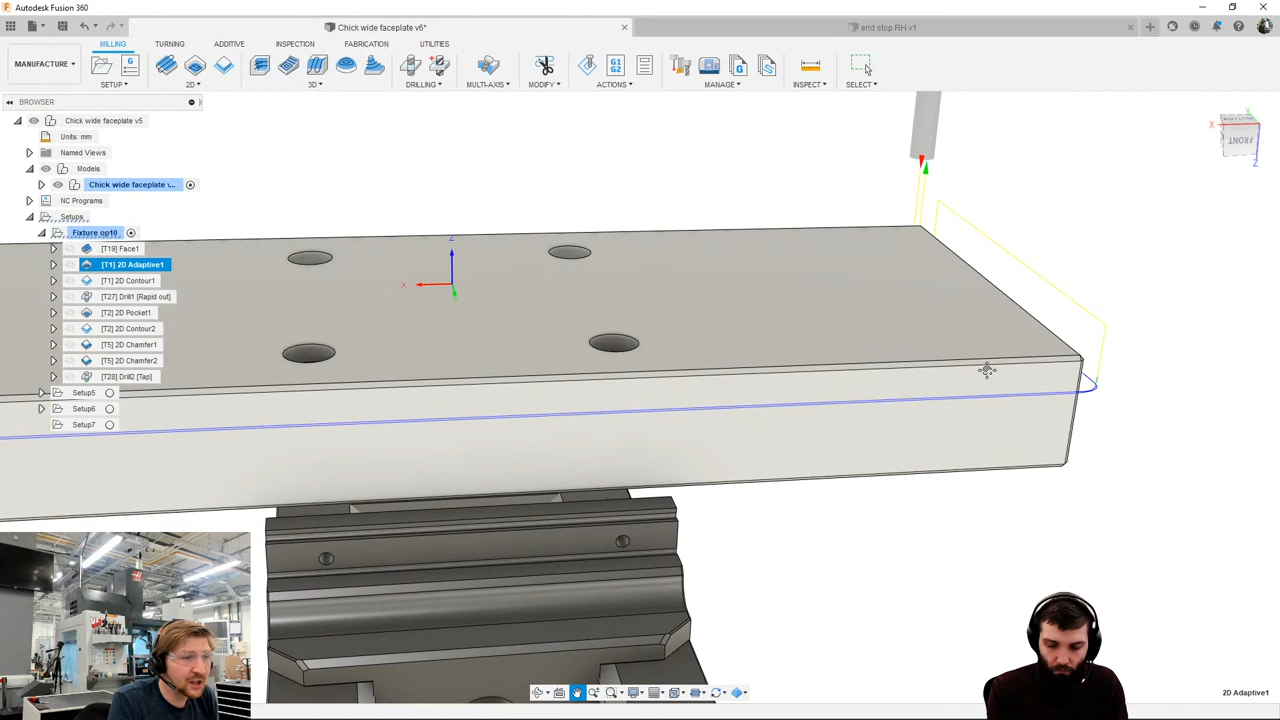 Autodesk Fusion 360
Chick wide faceplate v6*
end stop RH v1
MILLING
TURNING
ADDITIVE
INSPECTION
FABRICATION
UTILITIES
MANUFACTURE
SETUP
2D
3D
DRILLING
MULTI-AXIS
MODIFY
ACTIONS
MANAGE
INSPECT
SELECT
G1
G2
BROWSER
Chick wide faceplate v5
Units: mm
Named Views
Models
Chick wide faceplate v...
NC Programs
Setups
Fixture op10
[T19] Face1
[T1] 2D Adaptive1
[T1] 2D Contour1
[T27] Drill1 [Rapid out]
[T2] 2D Pocket1
[T2] 2D Contour2
[T5] 2D Chamfer1
[T5] 2D Chamfer2
[T28] Drill2 [Tap]
Setup5
Setup6
Setup7
X
Z
X
Y
FRONT
Z
2D Adaptive1